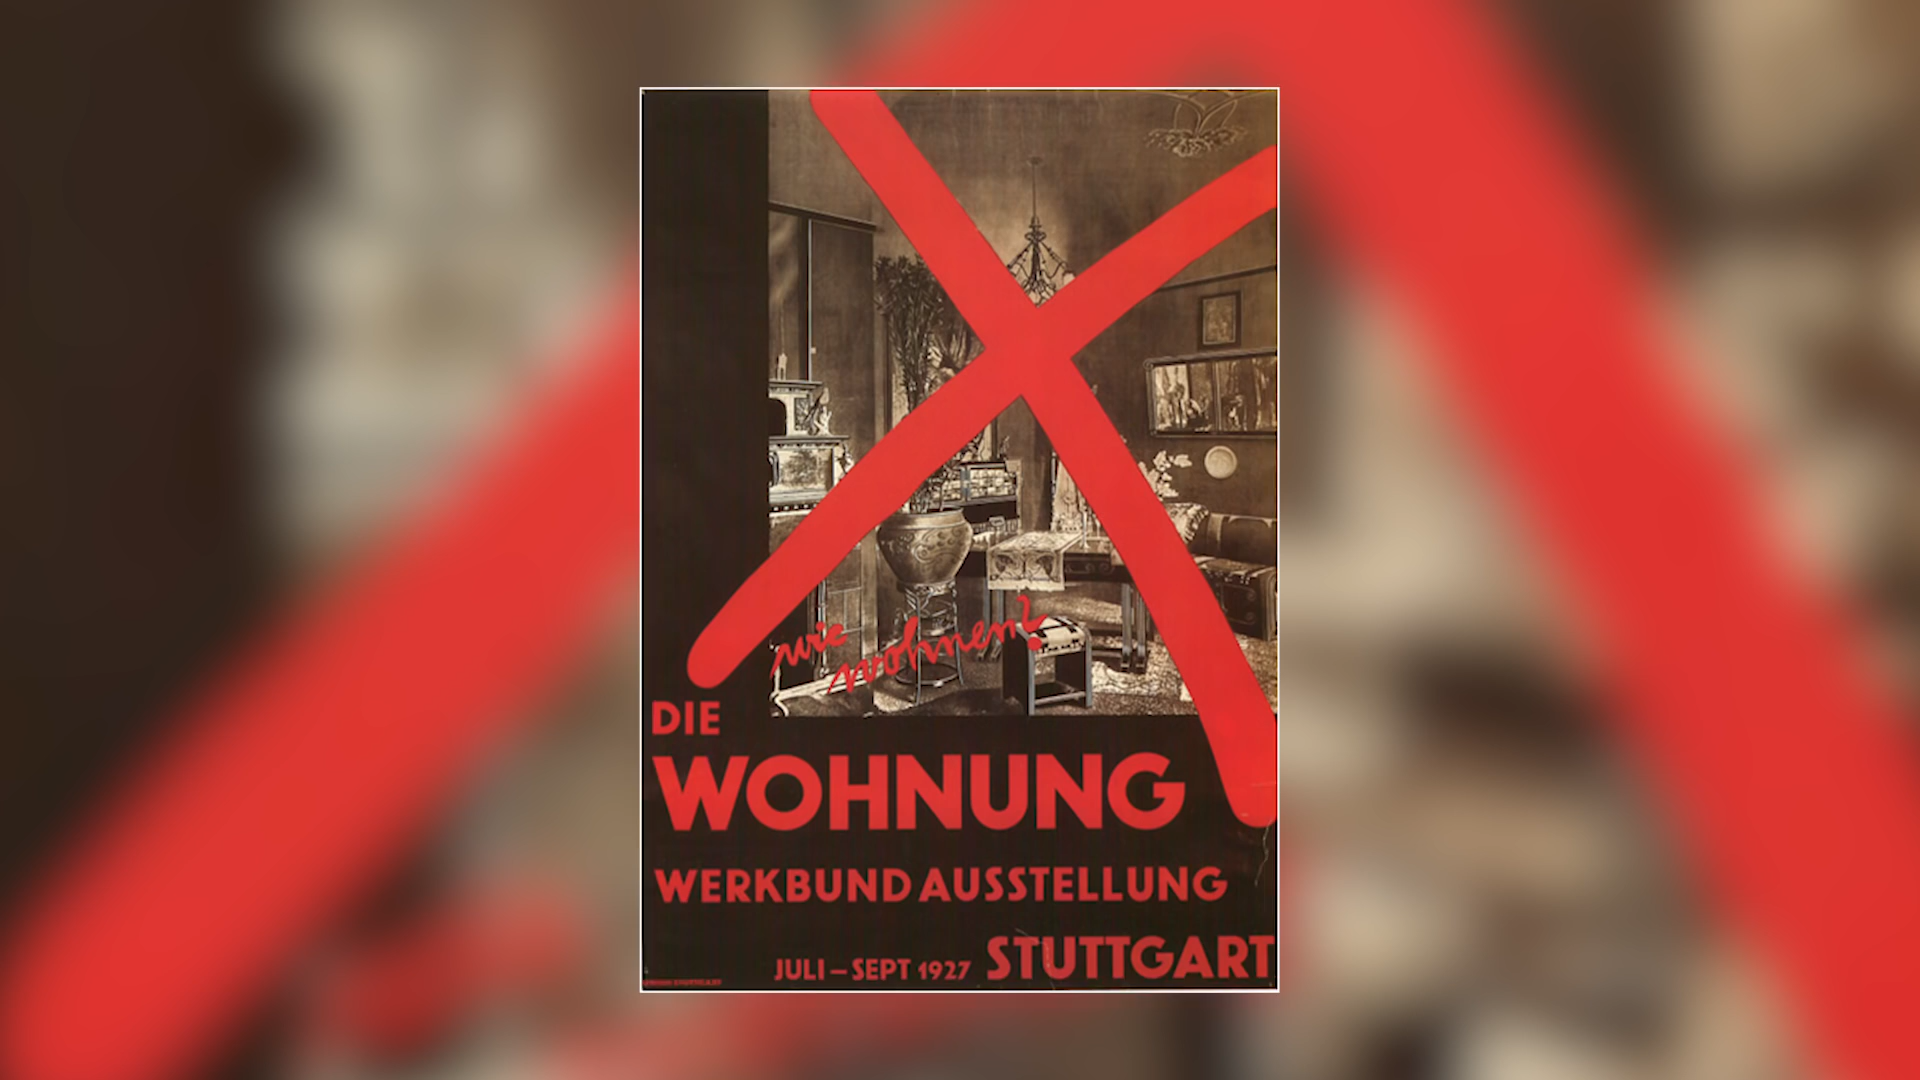 wie
wohnen?
DIE
WOHNUNG
WERKBUND AUSSTELLUNG
JULI – SEPT 1927 STUTTGART